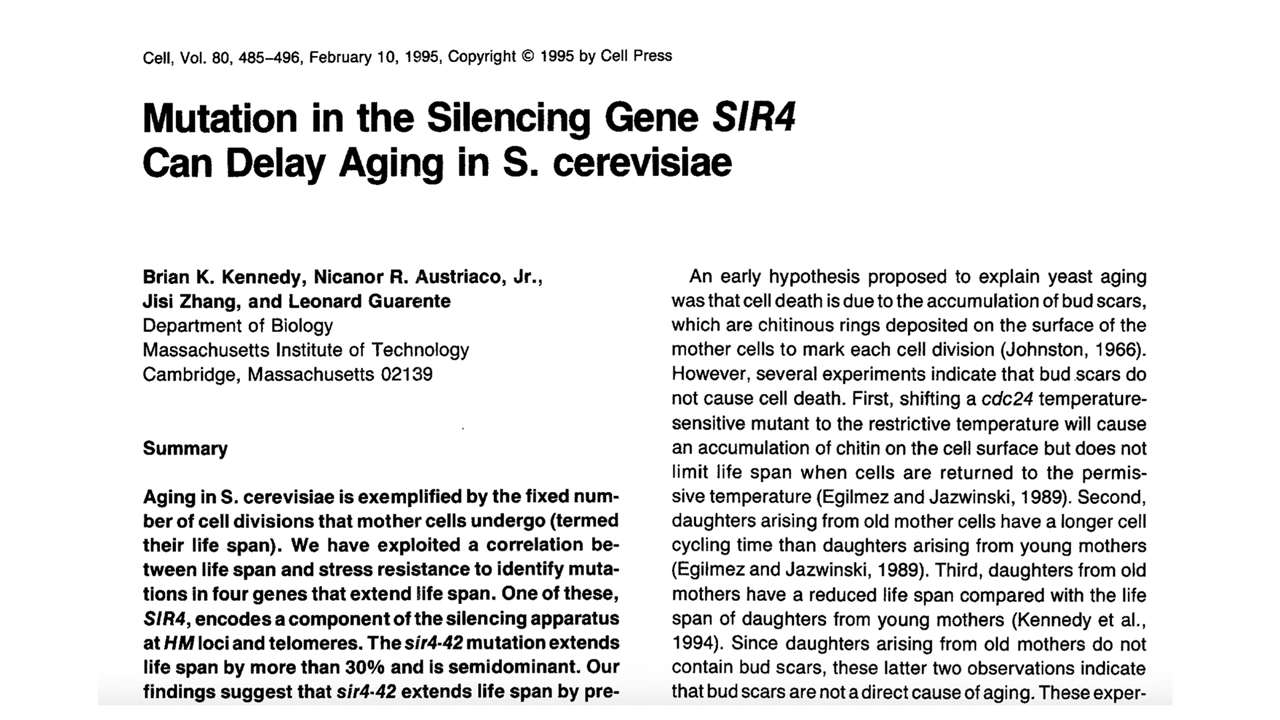 Cell, Vol. 80, 485–496, February 10, 1995, Copyright © 1995 by Cell Press
Mutation in the Silencing Gene SIR4
Can Delay Aging in S. cerevisiae
Brian K. Kennedy, Nicanor R. Austriaco, Jr.,
Jisi Zhang, and Leonard Guarente
Department of Biology
Massachusetts Institute of Technology
Cambridge, Massachusetts 02139
Summary
Aging in S. cerevisiae is exemplified by the fixed num-
ber of cell divisions that mother cells undergo (termed
their life span). We have exploited a correlation be-
tween life span and stress resistance to identify muta-
tions in four genes that extend life span. One of these,
SIR4, encodes a component of the silencing apparatus
at HM loci and telomeres. The sir4-42 mutation extends
life span by more than 30% and is semidominant. Our
findings suggest that sir4-42 extends life span by pre-
An early hypothesis proposed to explain yeast aging
was that cell death is due to the accumulation of bud scars,
which are chitinous rings deposited on the surface of the
mother cells to mark each cell division (Johnston, 1966).
However, several experiments indicate that bud scars do
not cause cell death. First, shifting a cdc24 temperature-
sensitive mutant to the restrictive temperature will cause
an accumulation of chitin on the cell surface but does not
limit life span when cells are returned to the permis-
sive temperature (Egilmez and Jazwinski, 1989). Second,
daughters arising from old mother cells have a longer cell
cycling time than daughters arising from young mothers
(Egilmez and Jazwinski, 1989). Third, daughters from old
mothers have a reduced life span compared with the life
span of daughters from young mothers (Kennedy et al.,
1994). Since daughters arising from old mothers do not
contain bud scars, these latter two observations indicate
that bud scars are not a direct cause of aging. These exper-